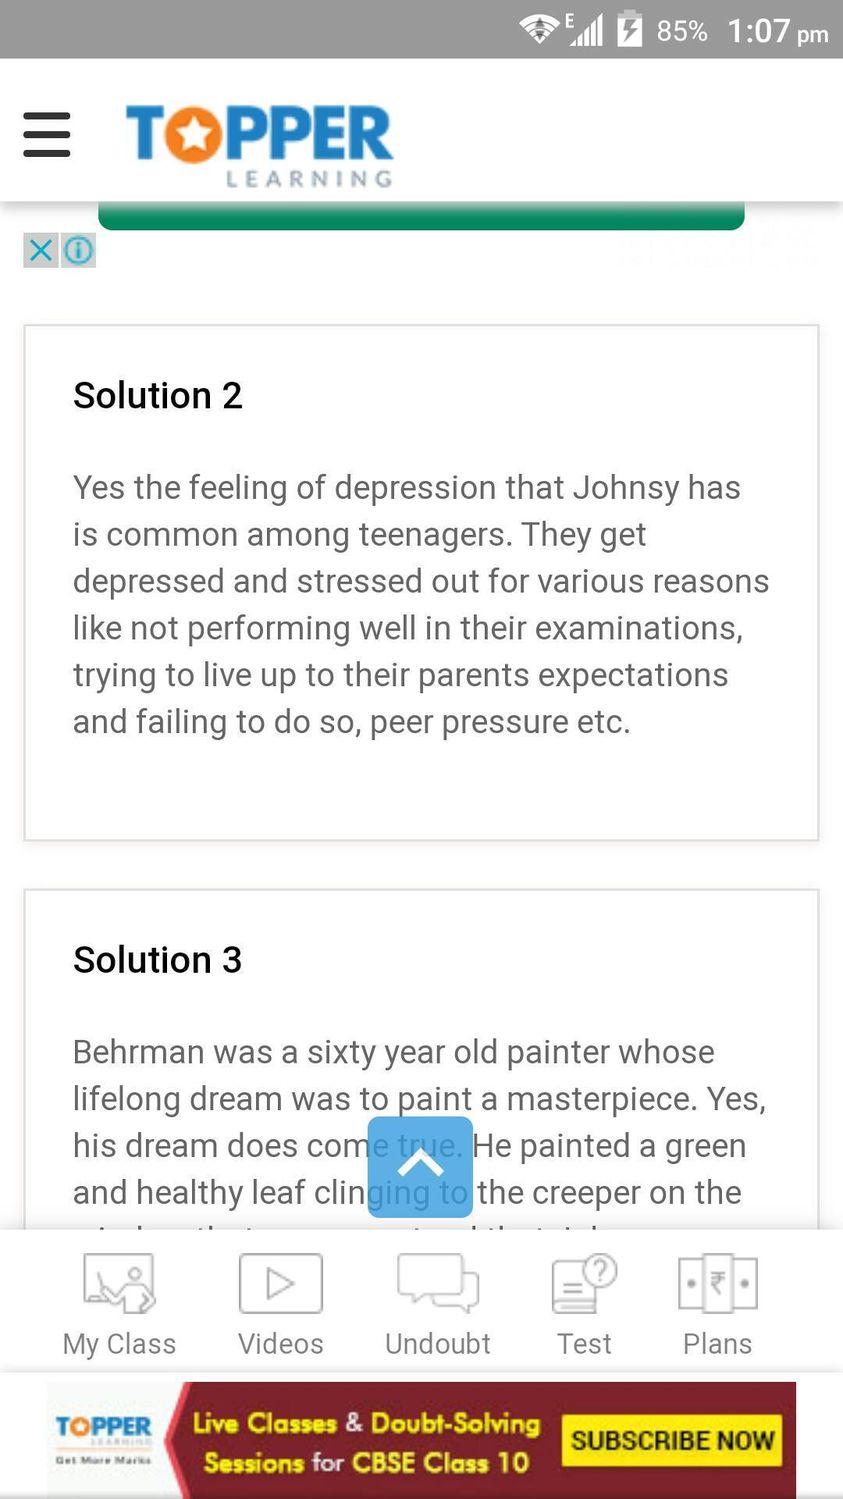 E 85% 1:07 pm
TOPPER
LEARNING
Solution 2
Yes the feeling of depression that Johnsy has
is common among teenagers. They get
depressed and stressed out for various reasons
like not performing well in their examinations,
trying to live up to their parents expectations
and failing to do so, peer pressure etc.
Solution 3
Behrman was a sixty year old painter whose
lifelong dream was to paint a masterpiece. Yes,
his dream does come true. He painted a green
and healthy leaf clinging to the creeper on the
My Class Videos Undoubt Test Plans
TOPPER
LEARNING
Get More Marks
Live Classes & Doubt-Solving
Sessions for CBSE Class 10
SUBSCRIBE NOW